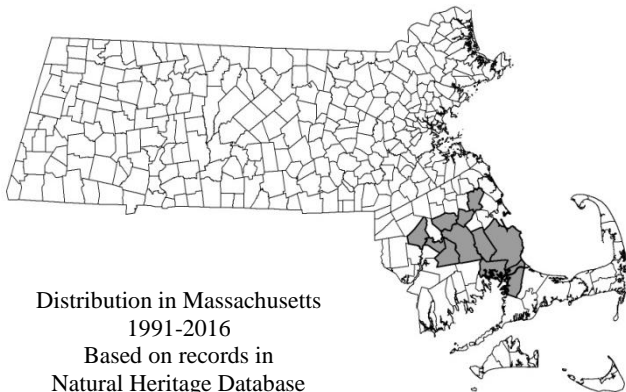 Distribution in Massachusetts
1991-2016
Based on records in
Natural Heritage Database